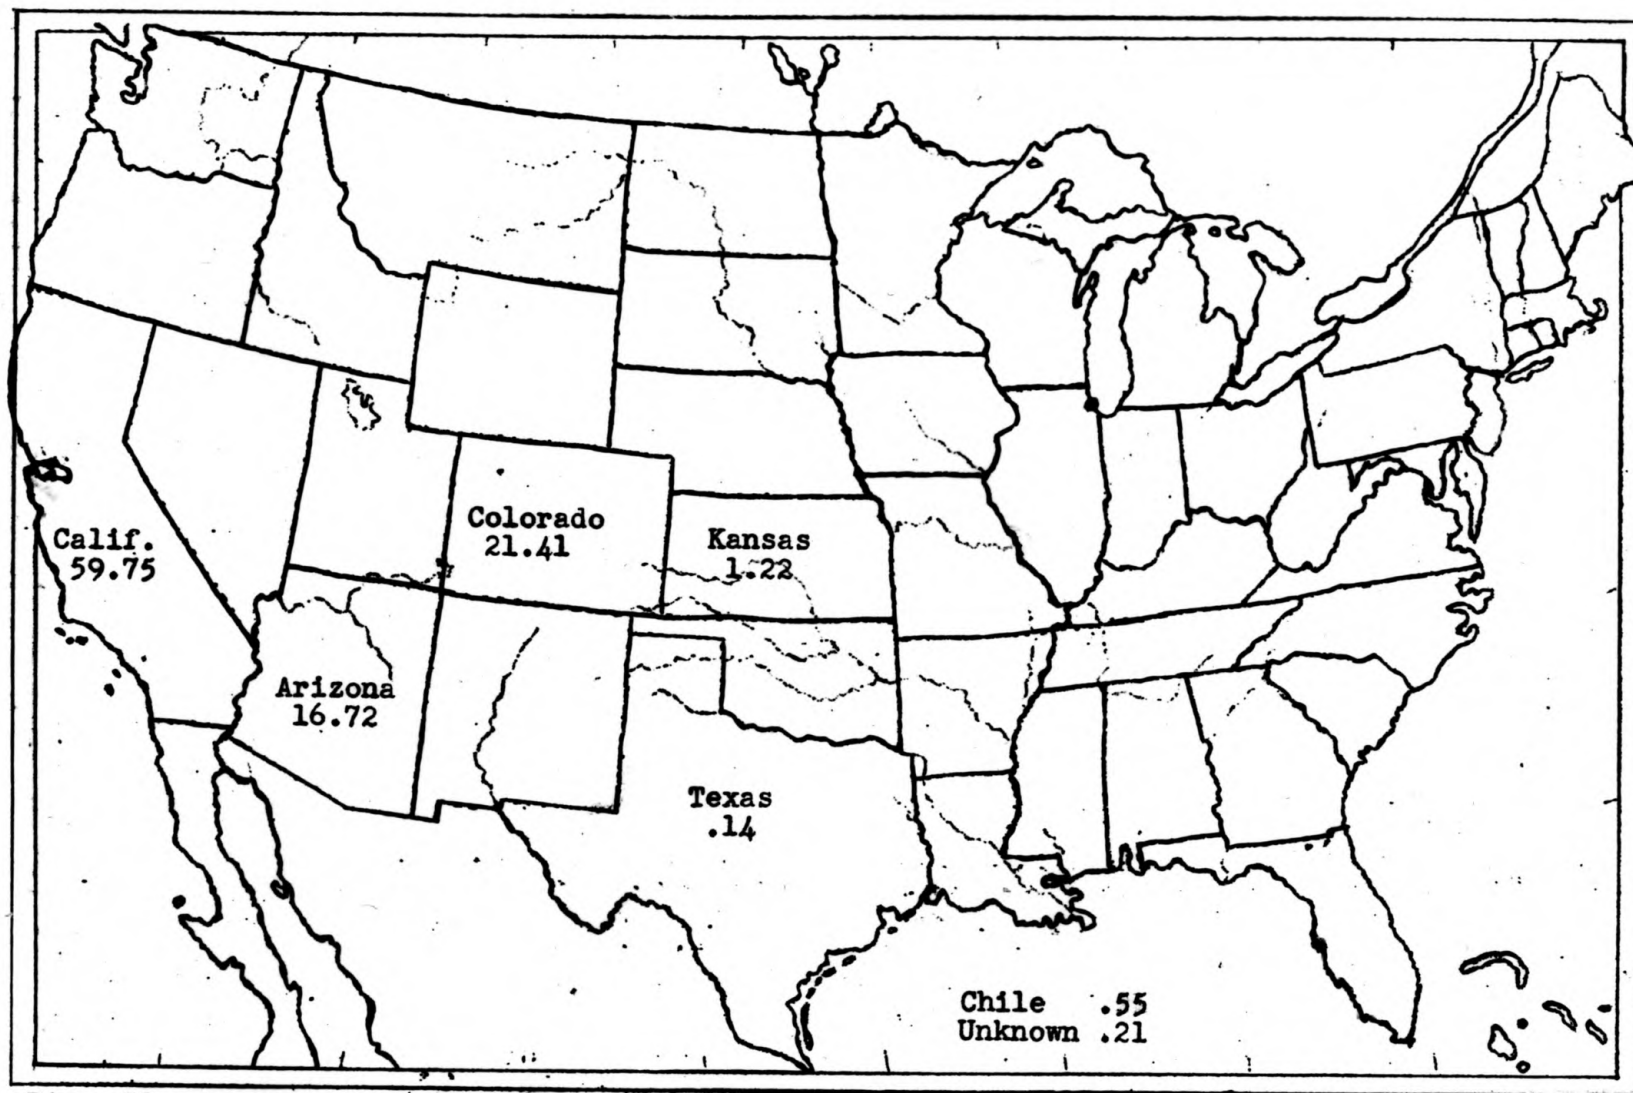 Colorado
21.41
Calif.
59.75
Kansas
1.22
Arizona
16.72
Texas
.14
Chile .55
Unknown .21